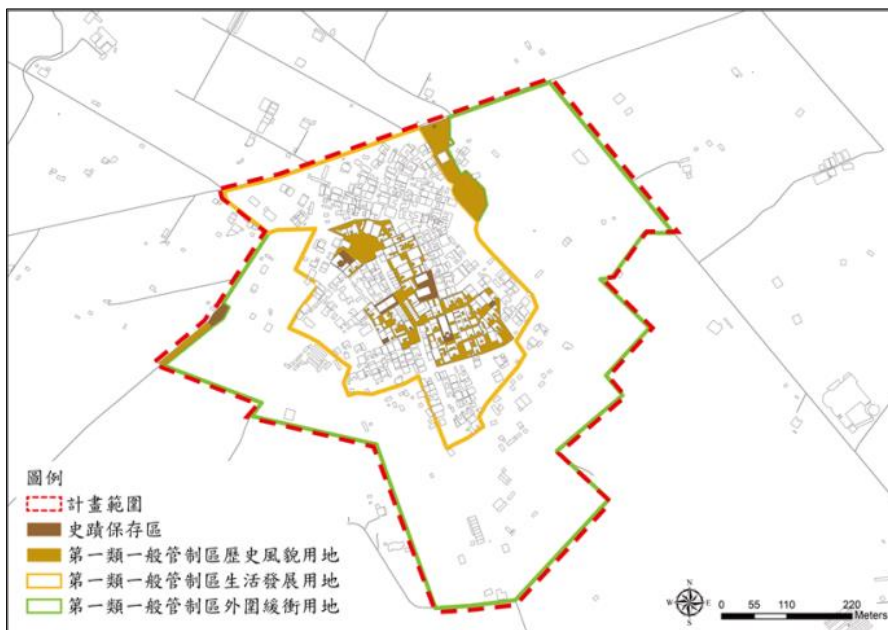 圖例
計畫範圍
史蹟保存區
第一類一般管制區歷史風貌用地
第一類一般管制區生活發展用地
第一類一般管制區外圍緩衝用地
N
W E
S
0 55 110 220
Meters